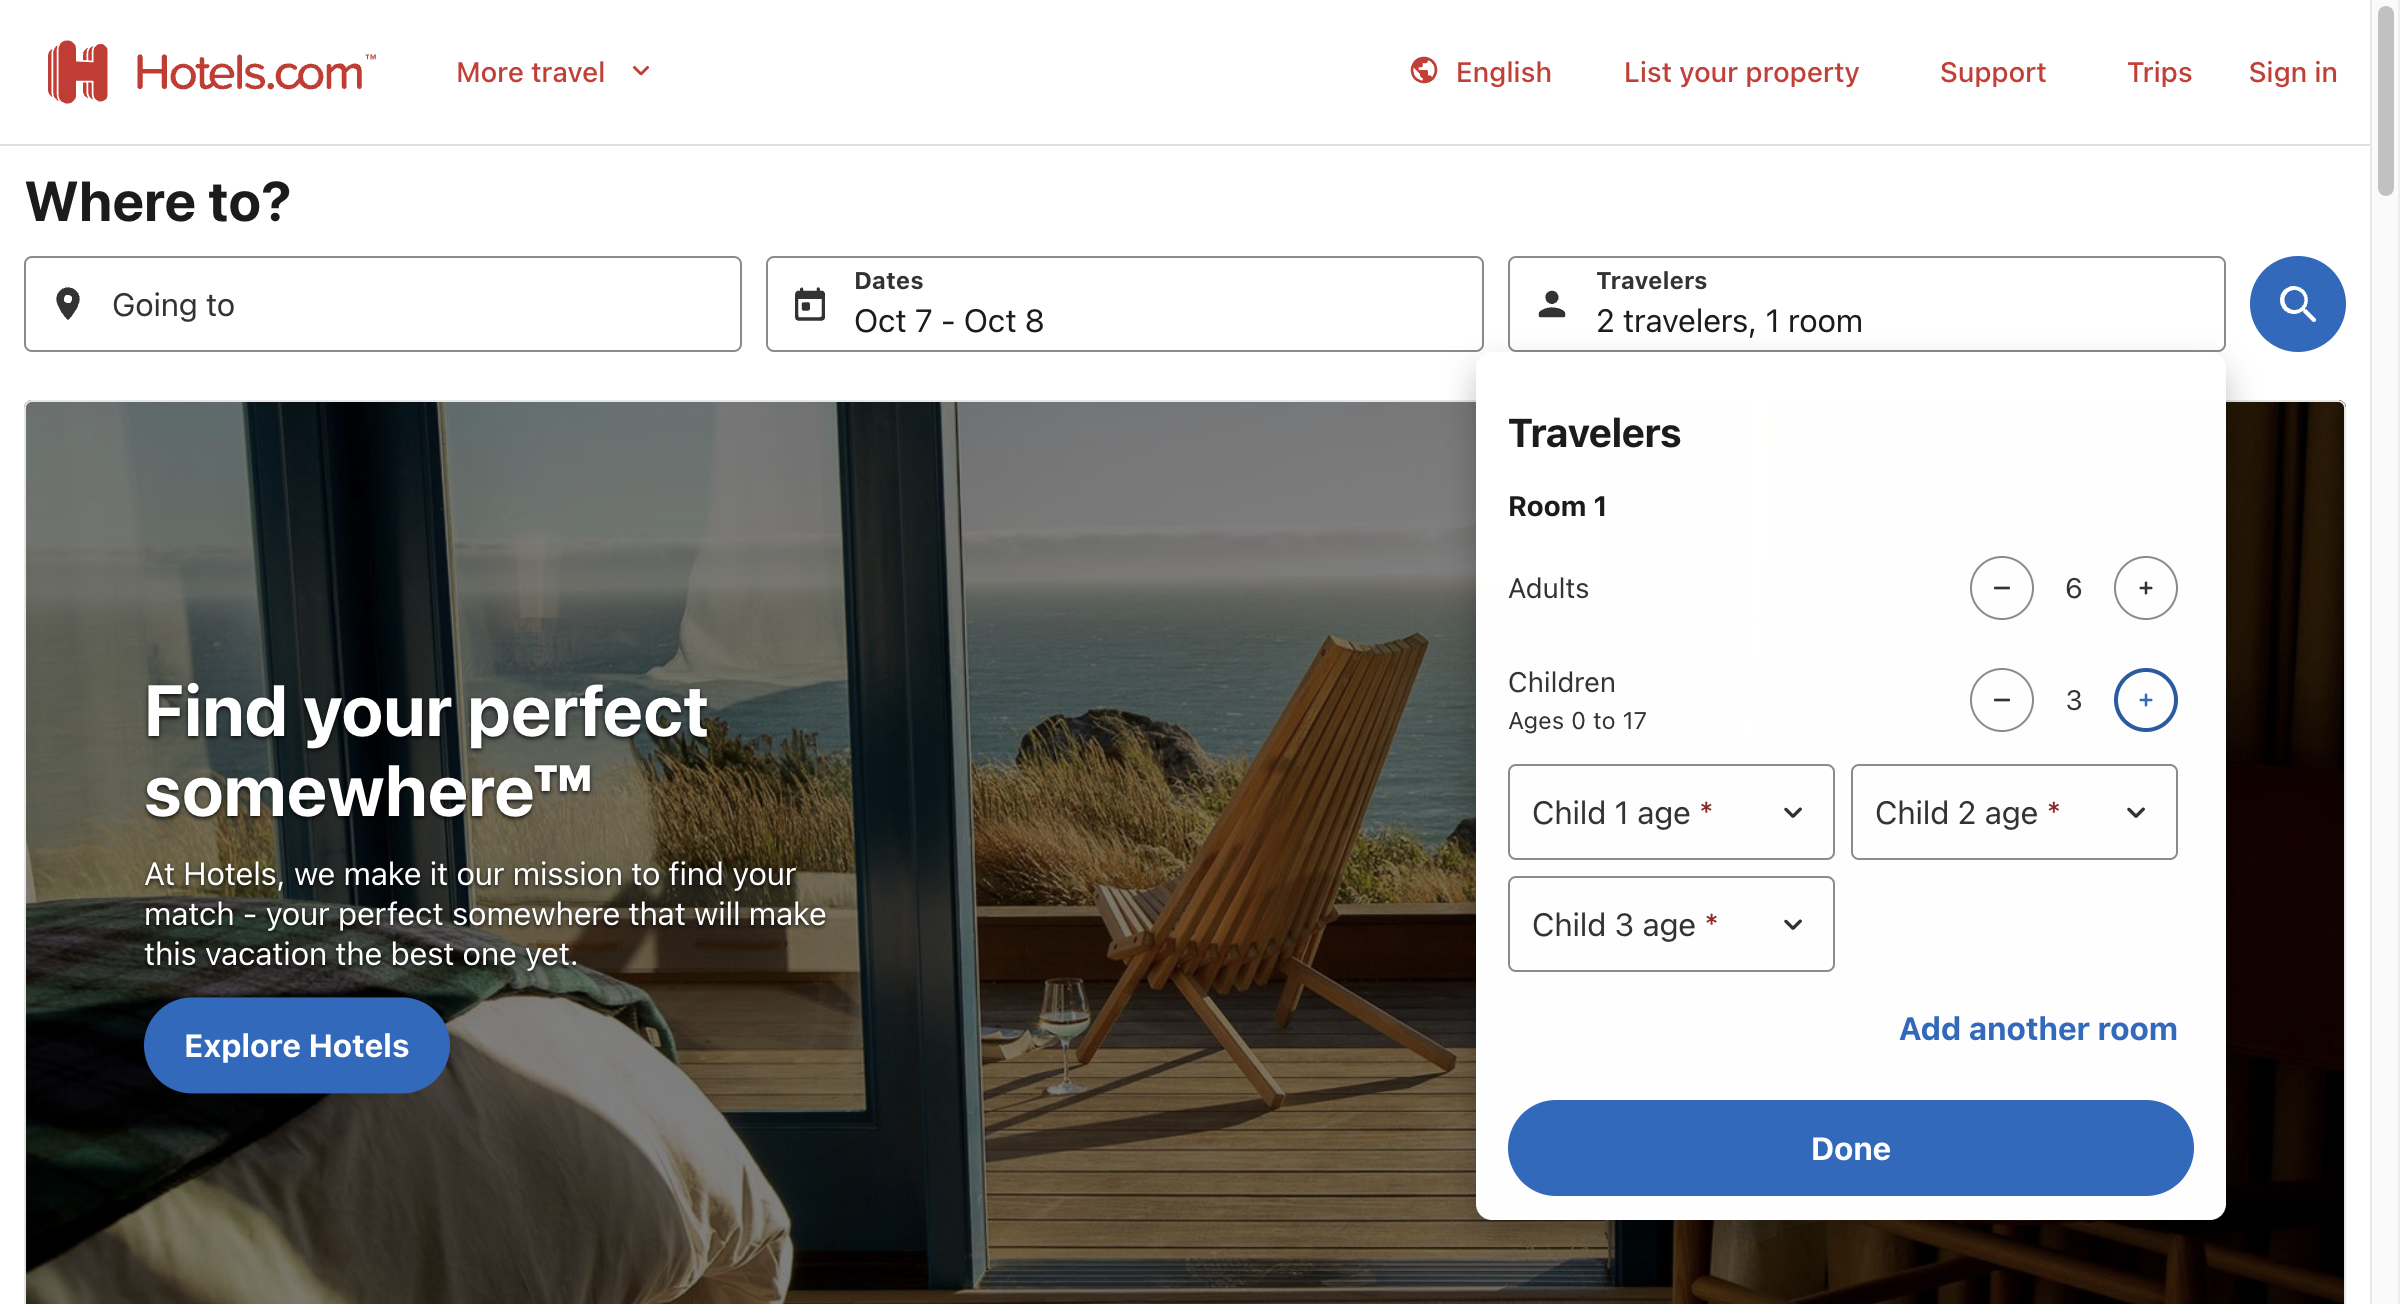 Hotels.com™
More travel
English
List your property
Support
Trips
Sign in
Where to?
Going to
Dates
Oct 7 - Oct 8
Travelers
2 travelers, 1 room
Travelers
Room 1
Adults
− 6 +
Children
Ages 0 to 17
− 3 +
Child 1 age *
Child 2 age *
Child 3 age *
Add another room
Done
Find your perfect
somewhere™
At Hotels, we make it our mission to find your
match - your perfect somewhere that will make
this vacation the best one yet.
Explore Hotels